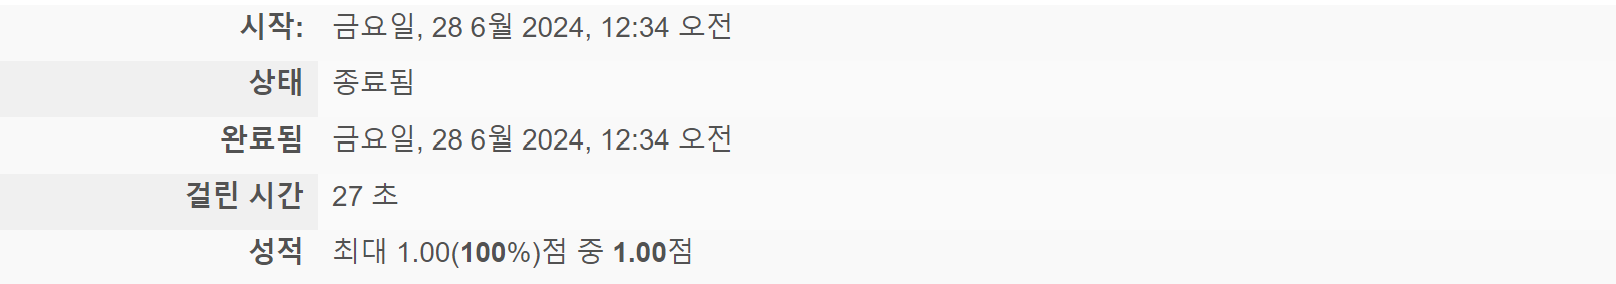 시작: 금요일, 28 6월 2024, 12:34 오전
상태 종료됨
완료됨 금요일, 28 6월 2024, 12:34 오전
걸린 시간 27 초
성적 최대 1.00(100%)점 중 1.00점